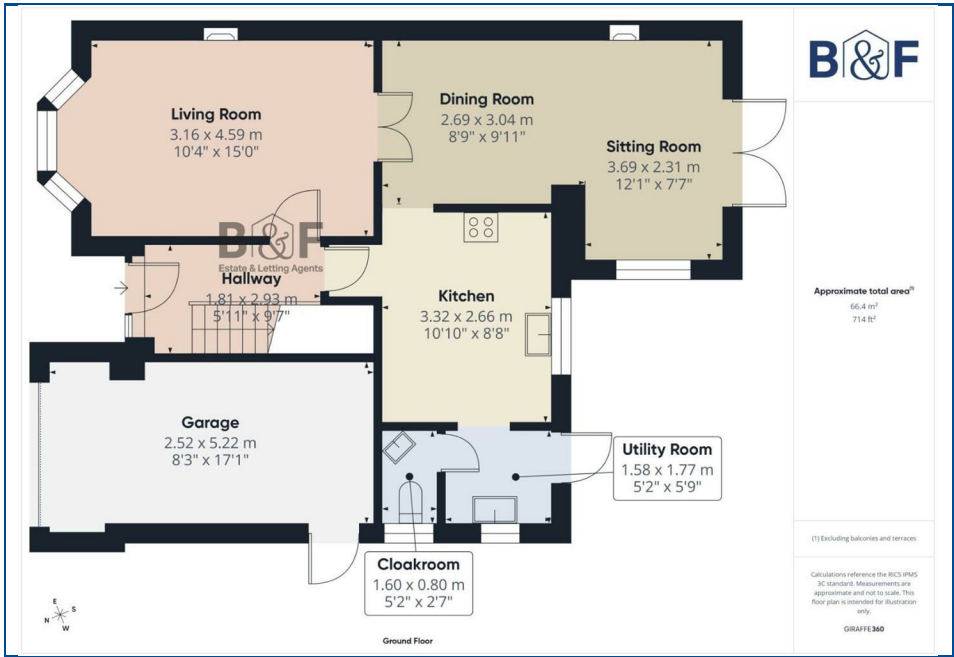 B&F
Living Room
3.16 x 4.59 m
10'4" x 15'0"
Dining Room
2.69 x 3.04 m
8'9" x 9'11"
Sitting Room
3.69 x 2.31 m
12'1" x 7'7"
B&F
Estate & Letting Agents
Hallway
1.81 x 2.93 m
5'11" x 9'7"
Kitchen
3.32 x 2.66 m
10'10" x 8'8"
Approximate total area(1)
66.4 m²
714 ft²
Garage
2.52 x 5.22 m
8'3" x 17'1"
Utility Room
1.58 x 1.77 m
5'2" x 5'9"
Cloakroom
1.60 x 0.80 m
5'2" x 2'7"
(1) Excluding balconies and terraces
Calculations reference the RICS IPMS
3C standard. Measurements are
approximate and not to scale. This
floor plan is intended for illustration
only.
GIRAFFE360
E
S
N
W
Ground Floor